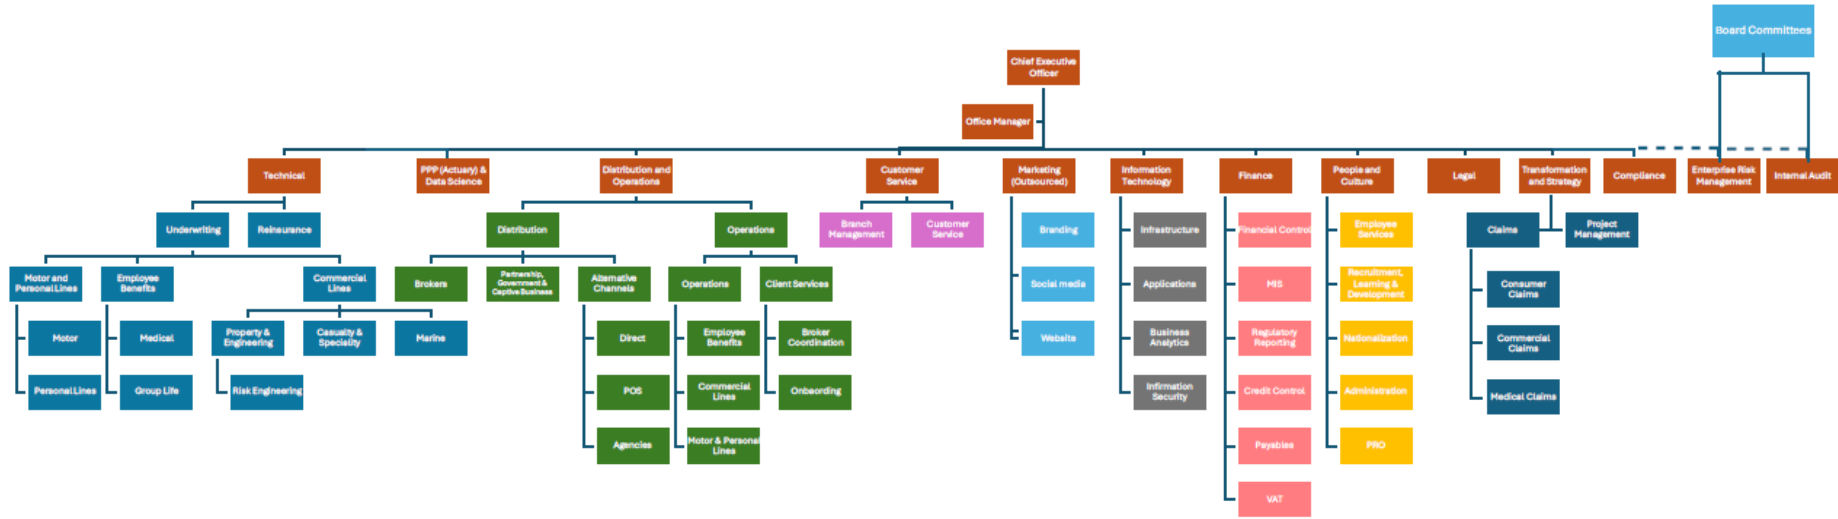 Board Committees
Chief Executive
Officer
Office Manager
Technical
PPP (Actuary) &
Data Science
Distribution and
Operations
Customer
Service
Marketing
(Outsourced)
Information
Technology
Finance
People and
Culture
Legal
Transformation
and Strategy
Compliance
Enterprise Risk
Management
Internal Audit
Underwriting
Reinsurance
Distribution
Operations
Branch
Management
Customer
Service
Branding
Infrastructure
Financial Control
Employee
Services
Claims
Project
Management
Motor and
Personal Lines
Employee
Benefits
Commercial
Lines
Brokers
Partnership,
Government &
Captive Business
Alternative
Channels
Operations
Client Services
Social media
Applications
MIS
Recruitment,
Learning &
Development
Consumer
Claims
Motor
Medical
Property &
Engineering
Casualty &
Speciality
Marine
Direct
Employee
Benefits
Broker
Coordination
Website
Business
Analytics
Regulatory
Reporting
Nationalization
Commercial
Claims
Personal Lines
Group Life
Risk Engineering
POS
Commercial
Lines
Onbeording
Infirmation
Security
Credit Control
Administration
Medical Claims
Agencies
Motor & Personal
Lines
Payables
PRO
VAT